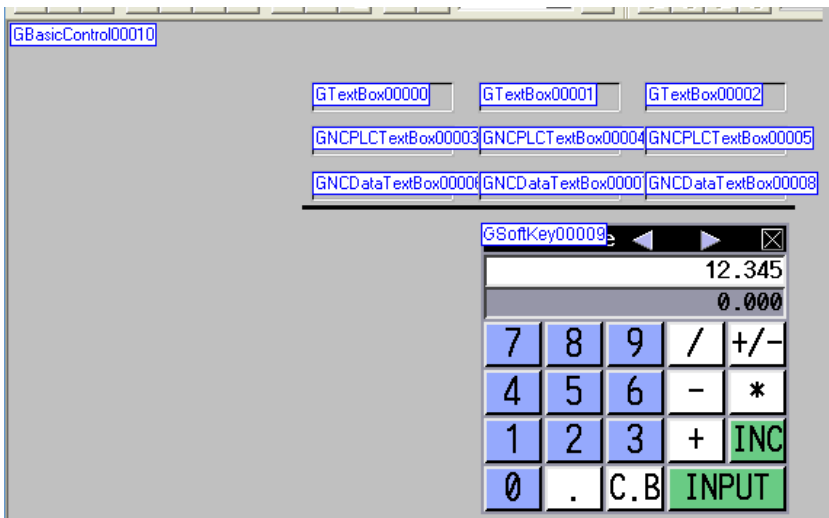 GBasicControl00010
GTextBox00000 GTextBox00001 GTextBox00002
GNCPLCTextBox00003 GNCPLCTextBox00004 GNCPLCTextBox00005
GNCDataTextBox0000 GNCDataTextBox0000 GNCDataTextBox00008
GSoftKey00009
12.345
0.000
7 8 9 / +/-
4 5 6 - *
1 2 3 + INC
0 . C.B INPUT